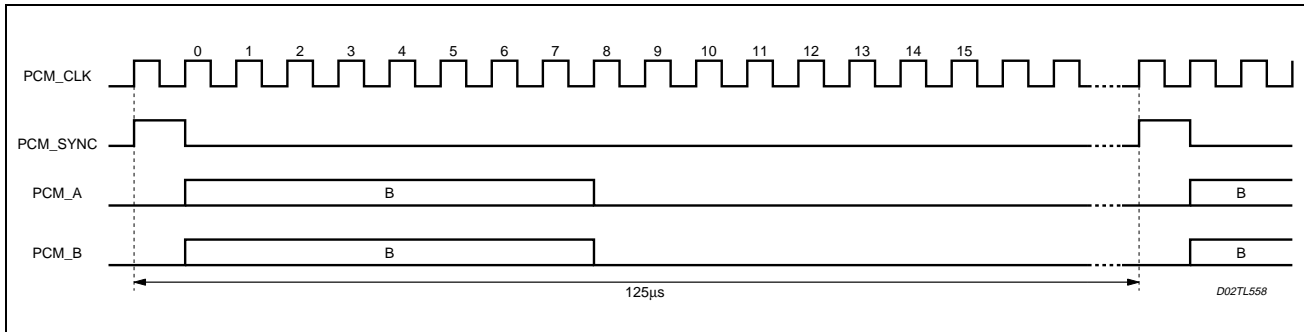 0 1 2 3 4 5 6 7 8 9 10 11 12 13 14 15
PCM_CLK
PCM_SYNC
PCM_A B B
PCM_B B B
125µs
D02TL558